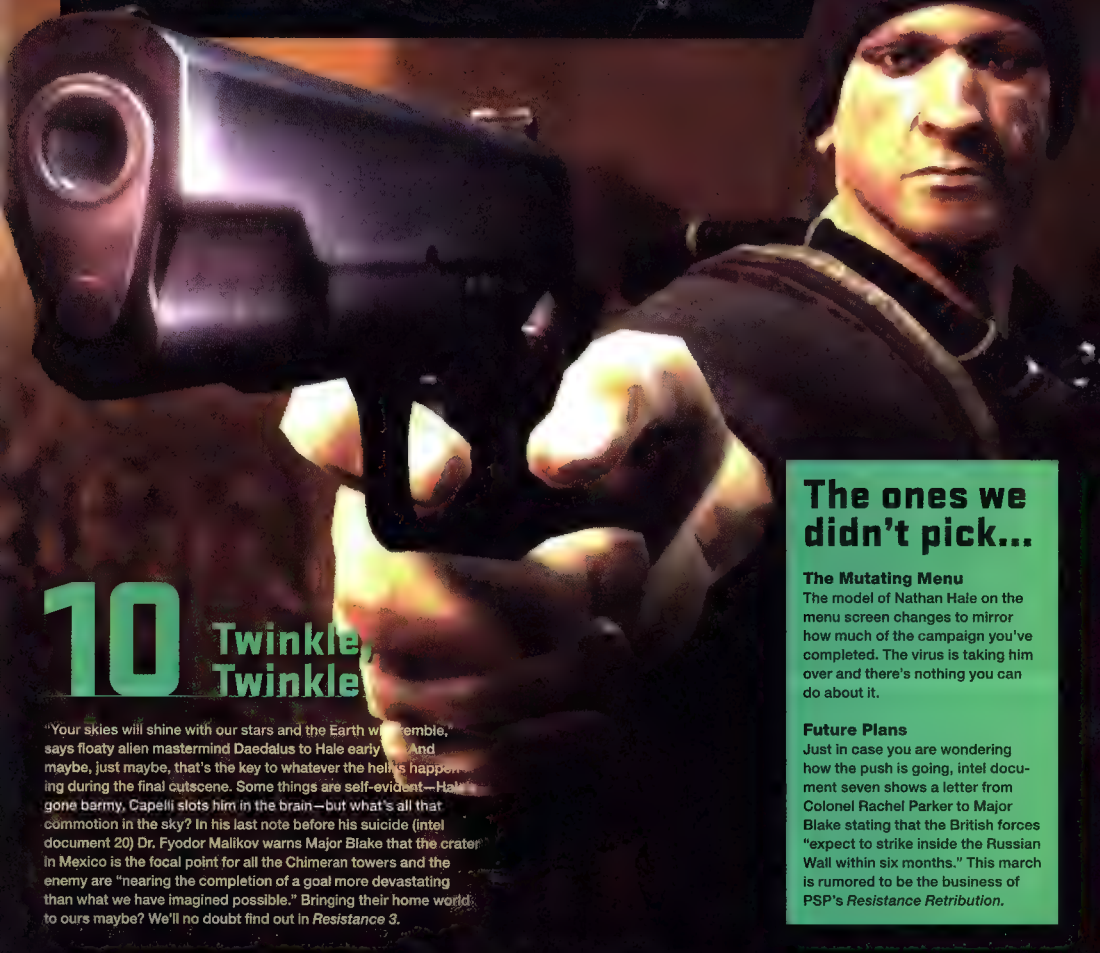 10
Twinkle,
Twinkle
"Your skies will shine with our stars and the Earth will tremble,"
says floaty alien mastermind Daedalus to Hale early on. And
maybe, just maybe, that's the key to whatever the hell is happen-
ing during the final cutscene. Some things are self-evident—Hale's
gone barmy, Capelli slots him in the brain—but what's all that
commotion in the sky? In his last note before his suicide (intel
document 20) Dr. Fyodor Malikov warns Major Blake that the crater
in Mexico is the focal point for all the Chimeran towers and the
enemy are "nearing the completion of a goal more devastating
than what we have imagined possible." Bringing their home world
to ours maybe? We'll no doubt find out in Resistance 3.
The ones we
didn't pick...
The Mutating Menu
The model of Nathan Hale on the
menu screen changes to mirror
how much of the campaign you've
completed. The virus is taking him
over and there's nothing you can
do about it.
Future Plans
Just in case you are wondering
how the push is going, intel docu-
ment seven shows a letter from
Colonel Rachel Parker to Major
Blake stating that the British forces
"expect to strike inside the Russian
Wall within six months." This march
is rumored to be the business of
PSP's Resistance Retribution.